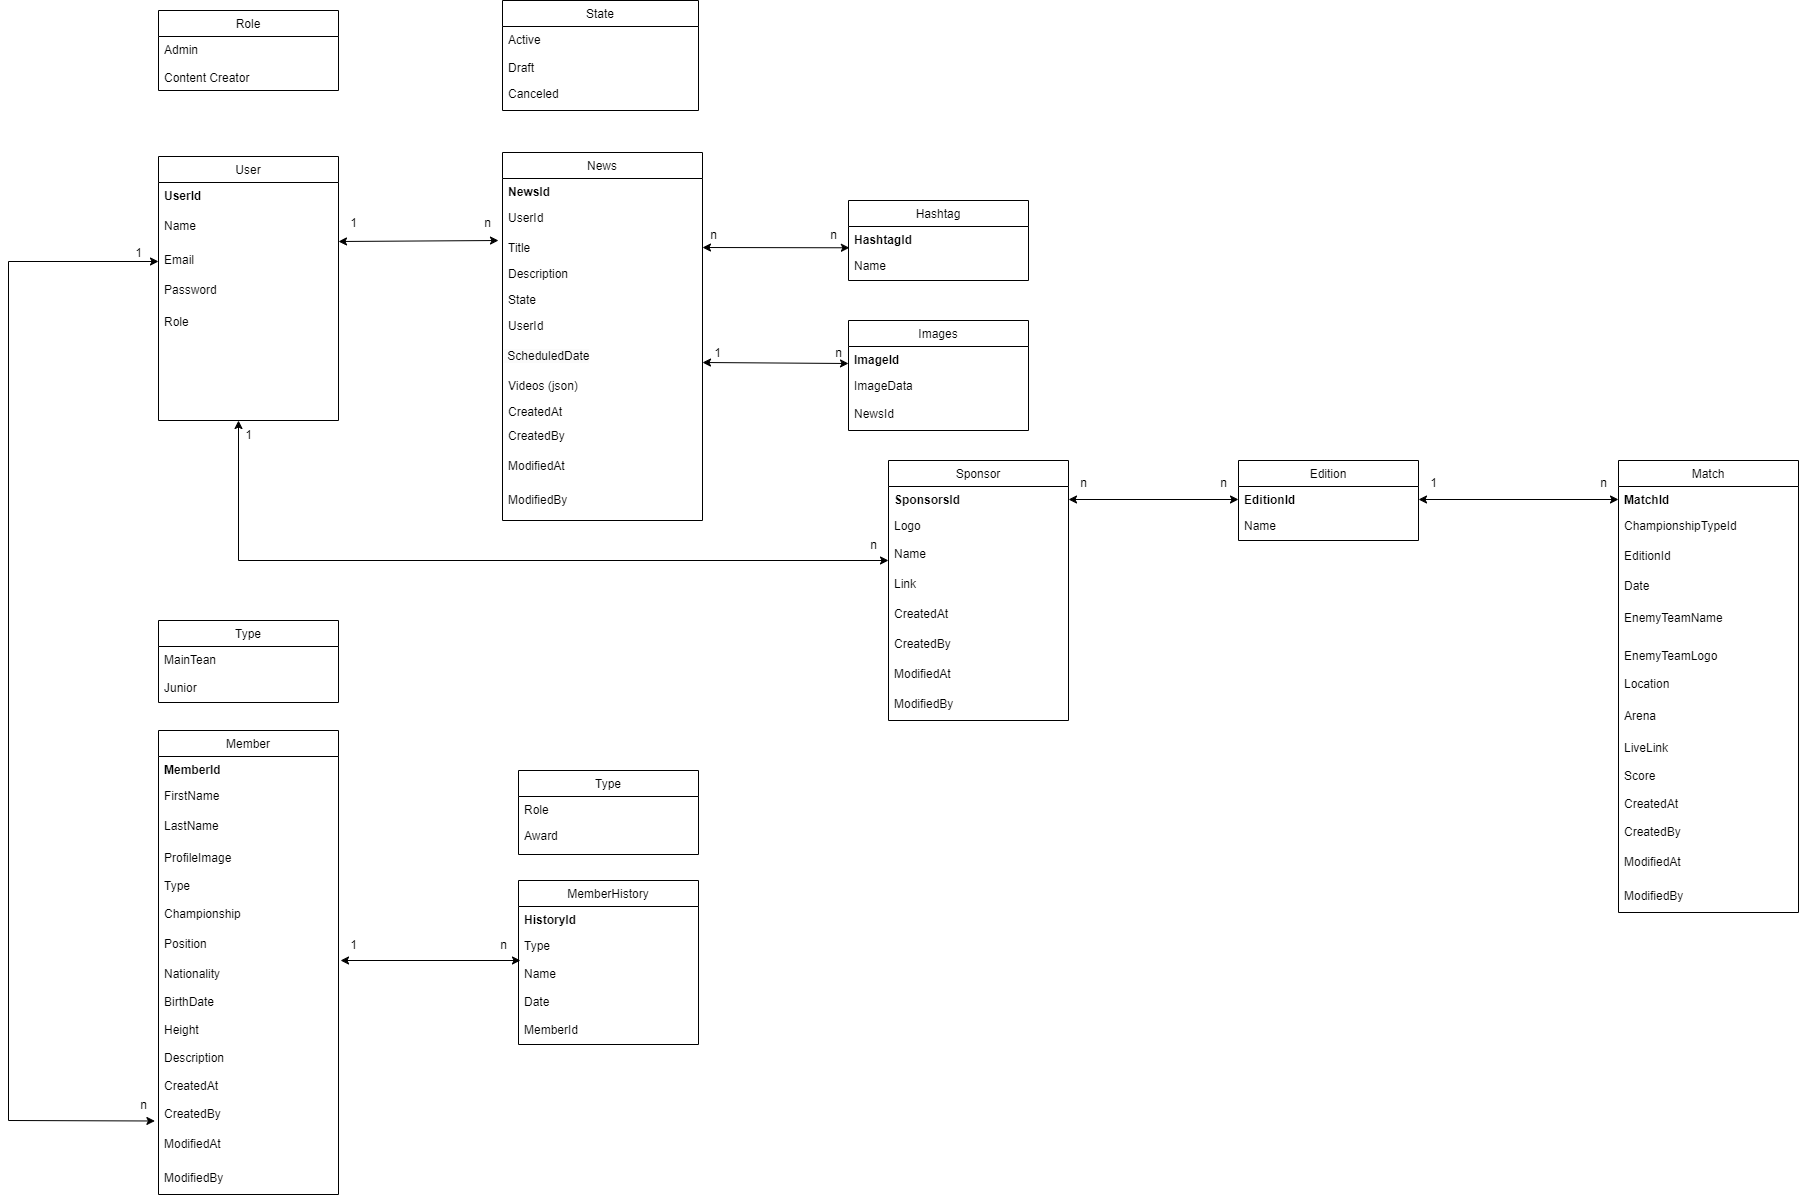 Role
Admin
Content Creator
State
Active
Draft
Canceled
User
UserId
Name
Email
Password
Role
1
1
n
1
News
NewsId
UserId
Title
Description
State
UserId
ScheduledDate
Videos (json)
CreatedAt
CreatedBy
ModifiedAt
ModifiedBy
n
n
Hashtag
HashtagId
Name
1
n
Images
ImageId
ImageData
NewsId
n
Sponsor
SponsorsId
Logo
Name
Link
CreatedAt
CreatedBy
ModifiedAt
ModifiedBy
n
n
Edition
EditionId
Name
1
n
Match
MatchId
ChampionshipTypeId
EditionId
Date
EnemyTeamName
EnemyTeamLogo
Location
Arena
LiveLink
Score
CreatedAt
CreatedBy
ModifiedAt
ModifiedBy
Type
MainTean
Junior
Member
MemberId
FirstName
LastName
ProfileImage
Type
Championship
Position
Nationality
BirthDate
Height
Description
CreatedAt
CreatedBy
ModifiedAt
ModifiedBy
n
1
n
Type
Role
Award
MemberHistory
HistoryId
Type
Name
Date
MemberId